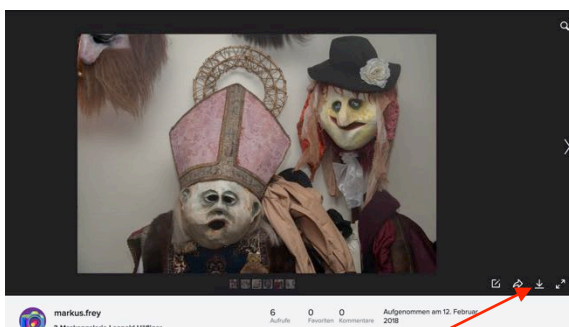 markus.frey
6
Aufrufe
0
Favoriten
0
Kommentare
Aufgenommen am 12. Februar
2018